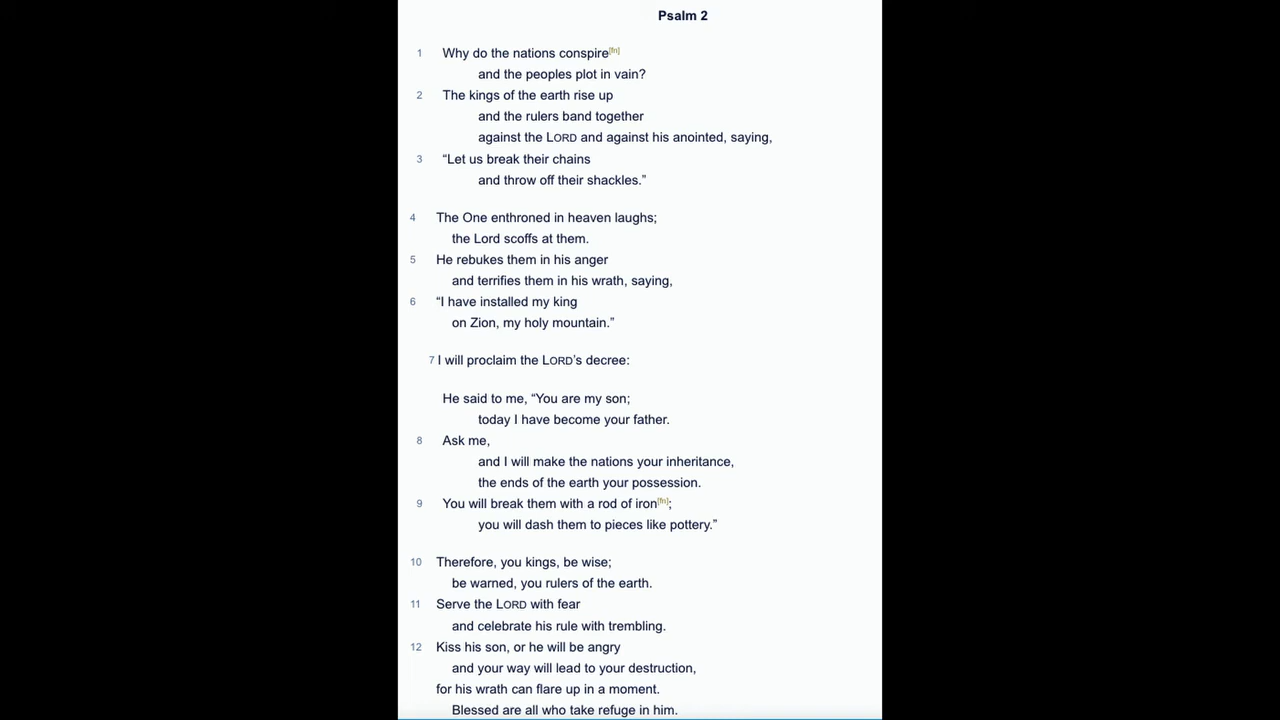 Psalm 2
1 Why do the nations conspire[fn]
and the peoples plot in vain?
2 The kings of the earth rise up
and the rulers band together
against the LORD and against his anointed, saying,
3 “Let us break their chains
and throw off their shackles.”
4 The One enthroned in heaven laughs;
the Lord scoffs at them.
5 He rebukes them in his anger
and terrifies them in his wrath, saying,
6 “I have installed my king
on Zion, my holy mountain.”
7 I will proclaim the LORD’s decree:
He said to me, “You are my son;
today I have become your father.
8 Ask me,
and I will make the nations your inheritance,
the ends of the earth your possession.
9 You will break them with a rod of iron[fn];
you will dash them to pieces like pottery.”
10 Therefore, you kings, be wise;
be warned, you rulers of the earth.
11 Serve the LORD with fear
and celebrate his rule with trembling.
12 Kiss his son, or he will be angry
and your way will lead to your destruction,
for his wrath can flare up in a moment.
Blessed are all who take refuge in him.